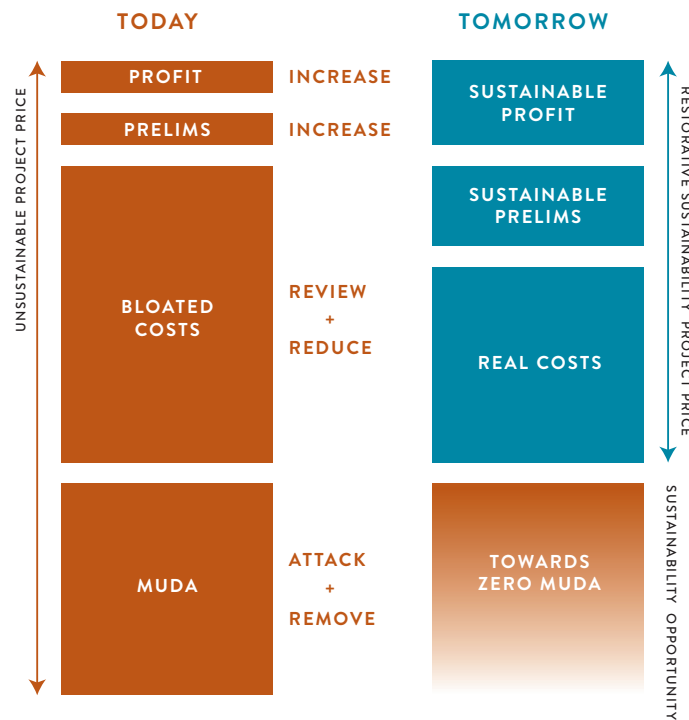 TODAY
TOMORROW
UNSUSTAINABLE PROJECT PRICE
PROFIT
INCREASE
PRELIMS
INCREASE
BLOATED
COSTS
REVIEW
+
REDUCE
MUDA
ATTACK
+
REMOVE
SUSTAINABLE
PROFIT
SUSTAINABLE
PRELIMS
REAL COSTS
TOWARDS
ZERO MUDA
RESTORATIVE SUSTAINABILITY PROJECT PRICE
SUSTAINABILITY OPPORTUNITY